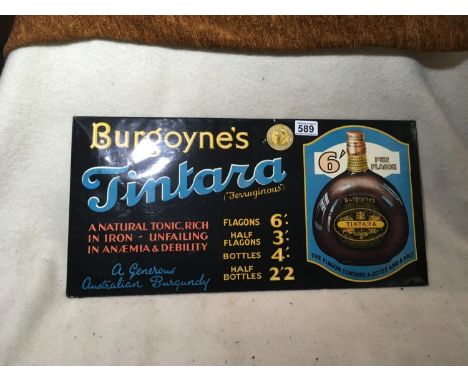 589
Burgoyne's
Tintara
("Ferruginous")
A NATURAL TONIC, RICH
IN IRON - UNFAILING
IN ANÆMIA & DEBILITY
A Generous
Australian Burgundy
FLAGONS 6/-
HALF FLAGONS 3/-
BOTTLES 4/-
HALF BOTTLES 2/2
6/- PER FLAGON
Burgoyne's
TINTARA
THE FLAGON CONTAINS A BOTTLE AND A HALF